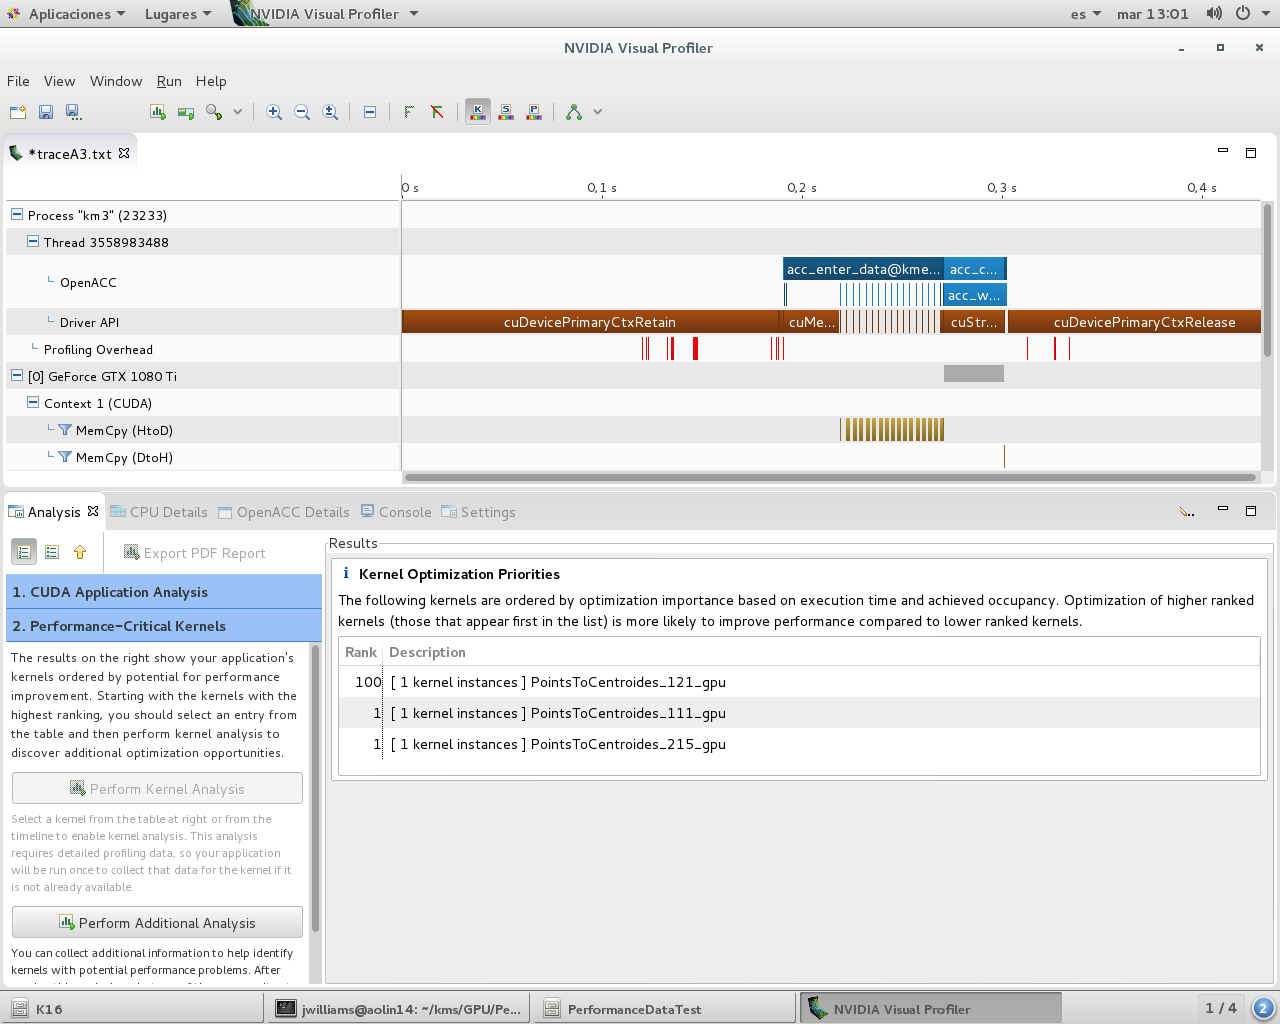 Aplicaciones Lugares NVIDIA Visual Profiler es mar 13:01
NVIDIA Visual Profiler
File View Window Run Help
K S P
*traceA3.txt
0 s 0,1 s 0,2 s 0,3 s 0,4 s
Process "km3" (23233)
Thread 3558983488
OpenACC
acc_enter_data@kme... acc_c...
acc_w...
Driver API
cuDevicePrimaryCtxRetain cuMe... cuStr... cuDevicePrimaryCtxRelease
Profiling Overhead
[0] GeForce GTX 1080 Ti
Context 1 (CUDA)
MemCpy (HtoD)
MemCpy (DtoH)
Analysis CPU Details OpenACC Details Console Settings
Export PDF Report
1. CUDA Application Analysis
2. Performance-Critical Kernels
The results on the right show your application's
kernels ordered by potential for performance
improvement. Starting with the kernels with the
highest ranking, you should select an entry from
the table and then perform kernel analysis to
discover additional optimization opportunities.
Perform Kernel Analysis
Select a kernel from the table at right or from the
timeline to enable kernel analysis. This analysis
requires detailed profiling data, so your application
will be run once to collect that data for the kernel if it
is not already available.
Perform Additional Analysis
You can collect additional information to help identify
kernels with potential performance problems. After
Results
Kernel Optimization Priorities
The following kernels are ordered by optimization importance based on execution time and achieved occupancy. Optimization of higher ranked
kernels (those that appear first in the list) is more likely to improve performance compared to lower ranked kernels.
Rank Description
100 [ 1 kernel instances ] PointsToCentroides_121_gpu
1 [ 1 kernel instances ] PointsToCentroides_111_gpu
1 [ 1 kernel instances ] PointsToCentroides_215_gpu
K16 jwilliams@aolin14: ~/kms/GPU/Pe... PerformanceDataTest NVIDIA Visual Profiler 1 / 4 2